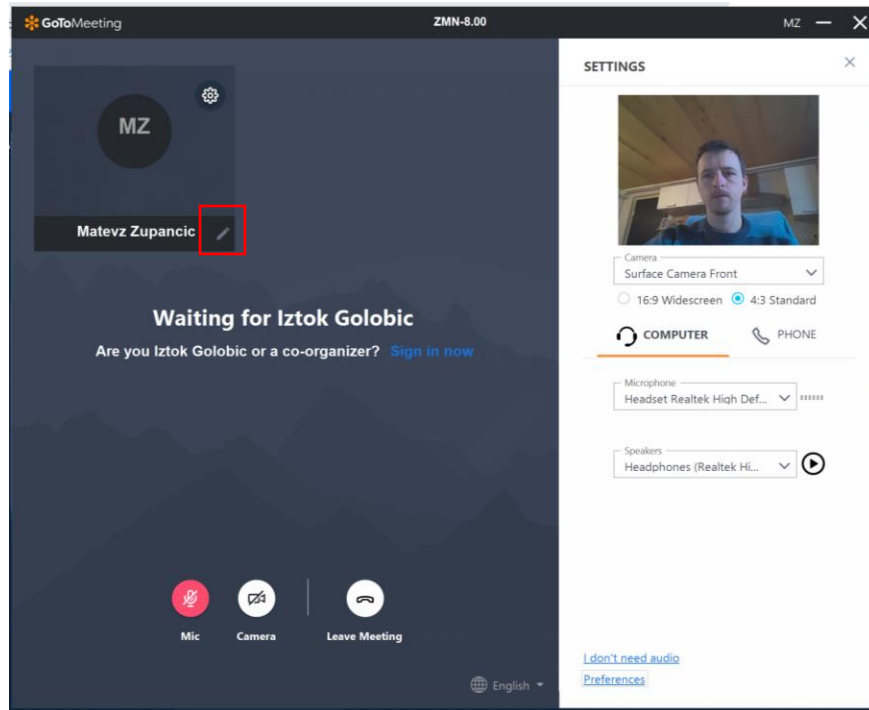 GoToMeeting
ZMN-8.00
MZ
SETTINGS
MZ
Matevz Zupancic
Camera
Surface Camera Front
16:9 Widescreen 4:3 Standard
Waiting for Iztok Golobic
Are you Iztok Golobic or a co-organizer? Sign in now
COMPUTER PHONE
Microphone
Headset Realtek High Def...
Speakers
Headphones (Realtek Hi...
Mic Camera Leave Meeting
I don't need audio
Preferences
English